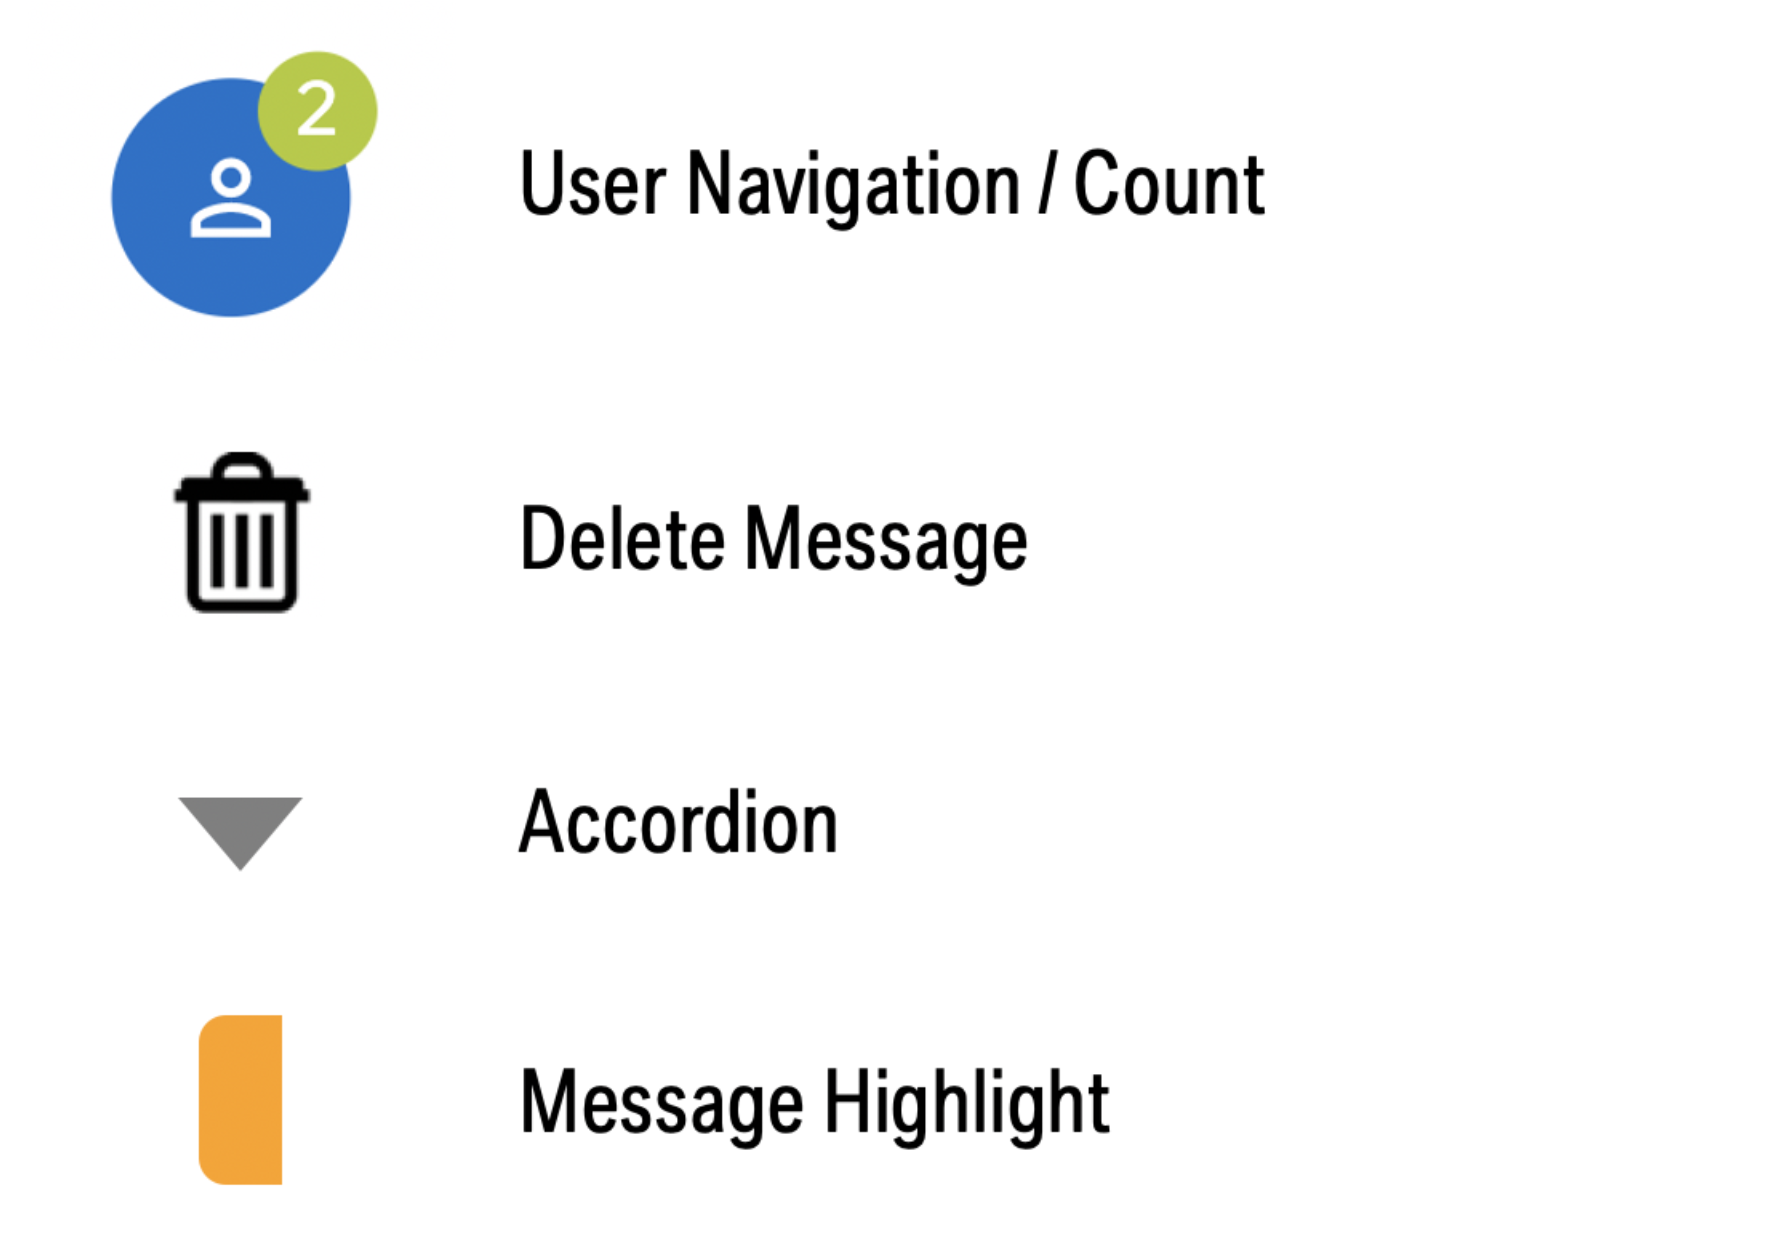 2
User Navigation / Count
Delete Message
Accordion
Message Highlight